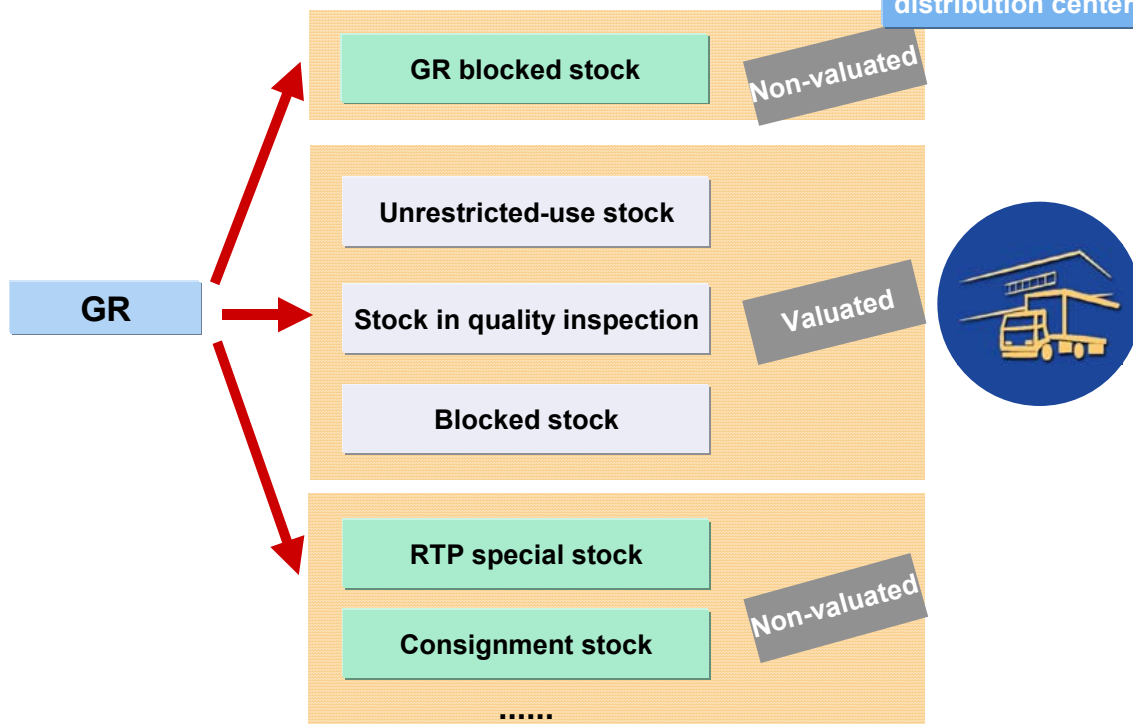 distribution center
GR blocked stock
Non-valuated
Unrestricted-use stock
GR
Stock in quality inspection
Valuated
Blocked stock
RTP special stock
Non-valuated
Consignment stock
......